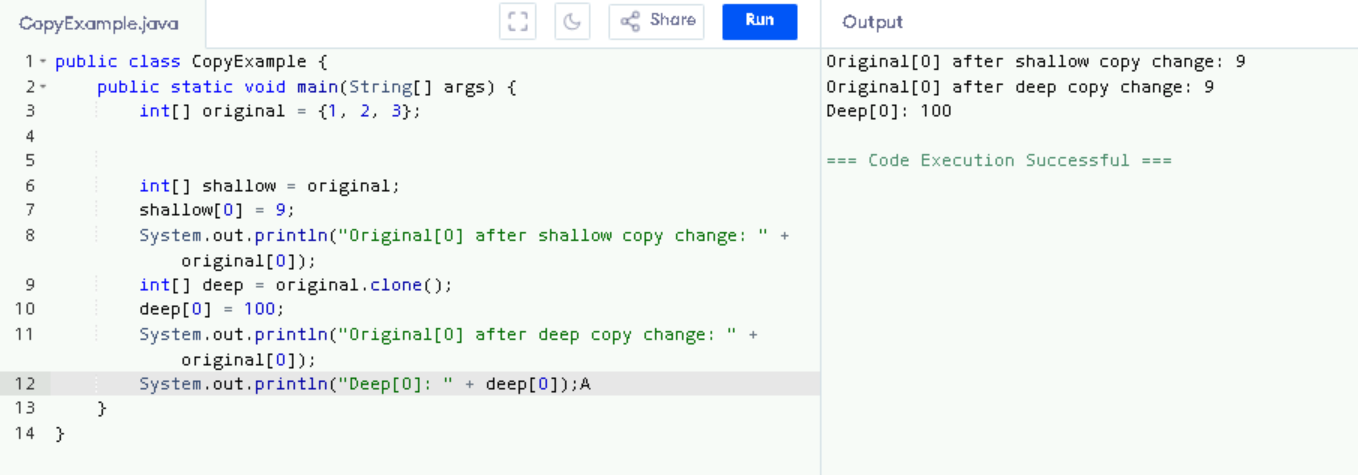 CopyExample.java
Share
Run
Output
1 public class CopyExample {
2 public static void main(String[] args) {
3 int[] original = {1, 2, 3};
4
5
6 int[] shallow = original;
7 shallow[0] = 9;
8 System.out.println("Original[0] after shallow copy change: " +
original[0]);
9 int[] deep = original.clone();
10 deep[0] = 100;
11 System.out.println("Original[0] after deep copy change: " +
original[0]);
12 System.out.println("Deep[0]: " + deep[0]);A
13 }
14 }
Original[0] after shallow copy change: 9
Original[0] after deep copy change: 9
Deep[0]: 100
=== Code Execution Successful ===